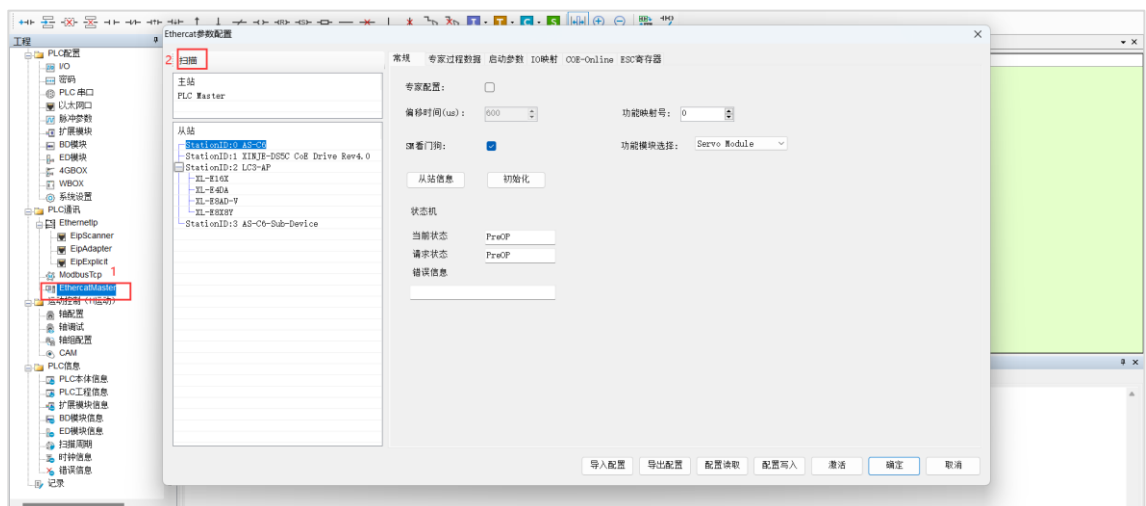 Ethercat参数配置
工程
PLC配置
I/O
密码
PLC 串口
以太网口
脉冲参数
扩展模块
BD模块
ED模块
4GBOX
WBOX
系统设置
PLC通讯
EthernetIp
EipScanner
EipAdapter
EipExplicit
ModbusTcp
1
EthercatMaster
运动控制（H运动）
轴配置
轴调试
轴组配置
CAM
PLC信息
PLC本体信息
PLC工程信息
扩展模块信息
BD模块信息
ED模块信息
扫描周期
时钟信息
错误信息
记录
2 扫描
主站
PLC Master
从站
StationID:0 AS-C6
StationID:1 XINJE-DS5C CoE Drive Rev4.0
StationID:2 LC3-AP
XL-E16X
XL-E4DA
XL-E8AD-V
XL-E8X8Y
StationID:3 AS-C6-Sub-Device
常规 专家过程数据 启动参数 IO映射 COE-Online ESC寄存器
专家配置：
偏移时间(us)： 600 功能映射号： 0
SM看门狗： 功能模块选择： Servo Module
从站信息 初始化
状态机
当前状态 PreOP
请求状态 PreOP
错误信息
导入配置 导出配置 配置读取 配置写入 激活 确定 取消